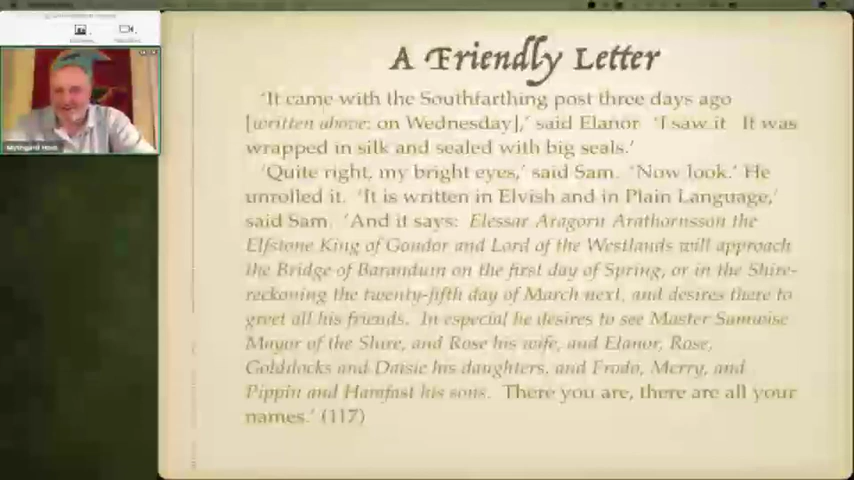 A Friendly Letter
'It came with the Southfarthing post three days ago
[written above: on Wednesday],' said Elanor 'I saw it It was
wrapped in silk and sealed with big seals.'
'Quite right, my bright eyes,' said Sam. 'Now look.' He
unrolled it. 'It is written in Elvish and in Plain Language,'
said Sam. 'And it says: Elessar Aragorn Arathornsson the
Elfstone King of Gondor and Lord of the Westlands will approach
the Bridge of Baranduin on the first day of Spring, or in the Shire-
reckoning the twenty-fifth day of March next, and desires there to
greet all his friends. In especial he desires to see Master Samwise
Mayor of the Shire, and Rose his wife, and Elanor, Rose,
Goldilocks and Daisie his daughters, and Frodo, Merry, and
Pippin and Hamfast his sons. There you are, there are all your
names.' (117)
Mythgard Host